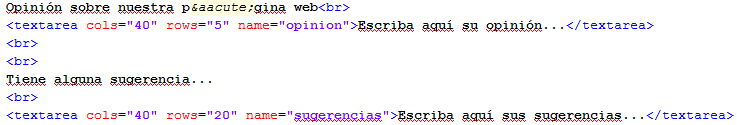 Opinión sobre nuestra p&aacute;gina web<br>
<textarea cols="40" rows="5" name="opinion">Escriba aquí su opinión...</textarea>
<br>
<br>
Tiene alguna sugerencia...
<br>
<textarea cols="40" rows="20" name="sugerencias">Escriba aquí sus sugerencias...</textarea>